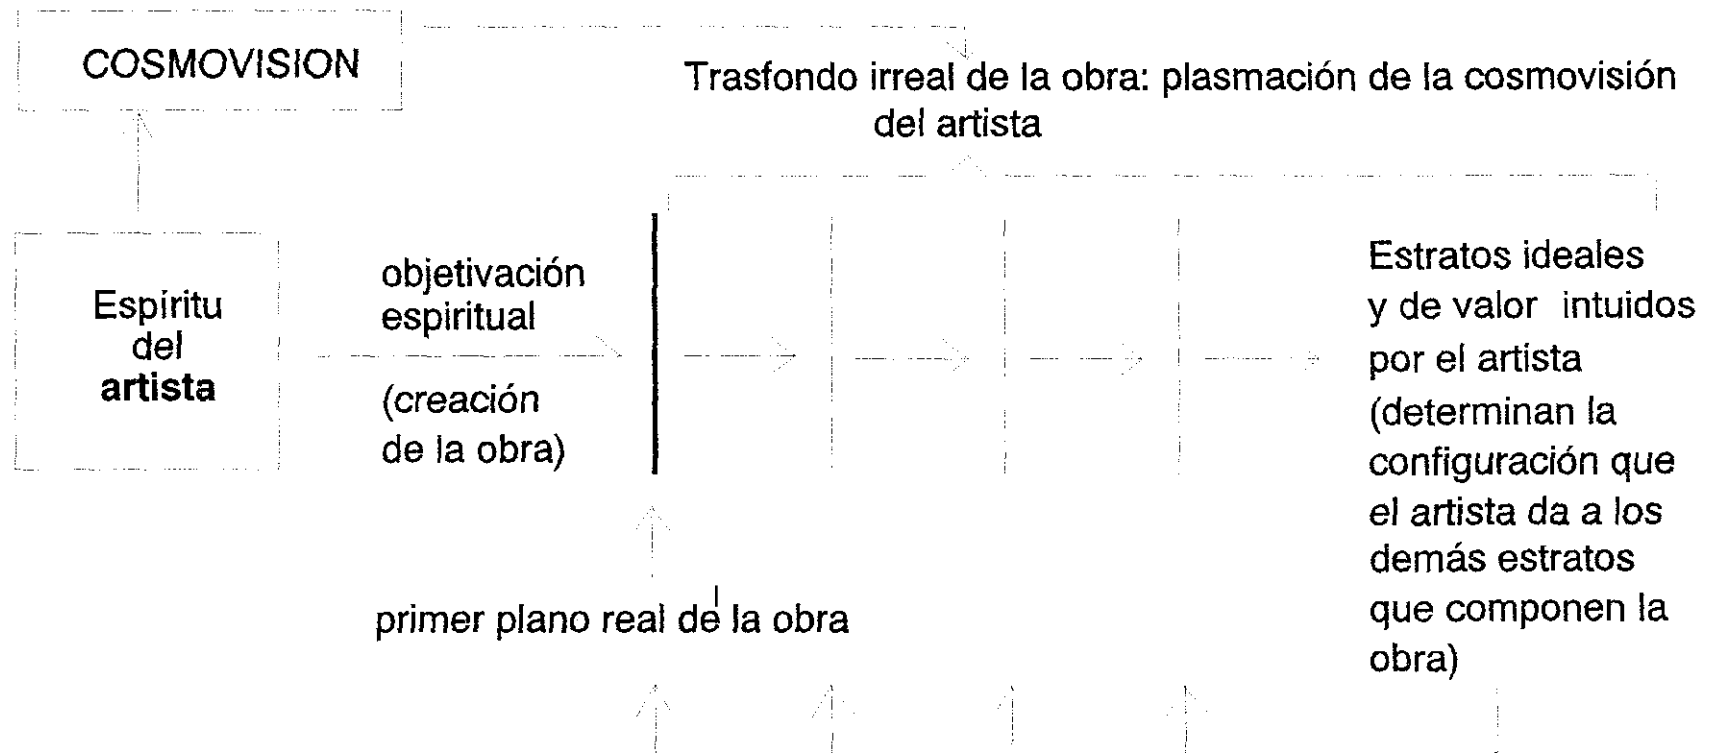 COSMOVISION
Trasfondo irreal de la obra: plasmación de la cosmovisión
del artista
Espíritu
del
artista
objetivación
espiritual
(creación
de la obra)
primer plano real de la obra
Estratos ideales
y de valor intuidos
por el artista
(determinan la
configuración que
el artista da a los
demás estratos
que componen la
obra)